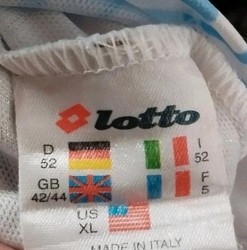 lotto
D 52 I 52
GB 42/44 F 5
US XL
MADE IN ITALY